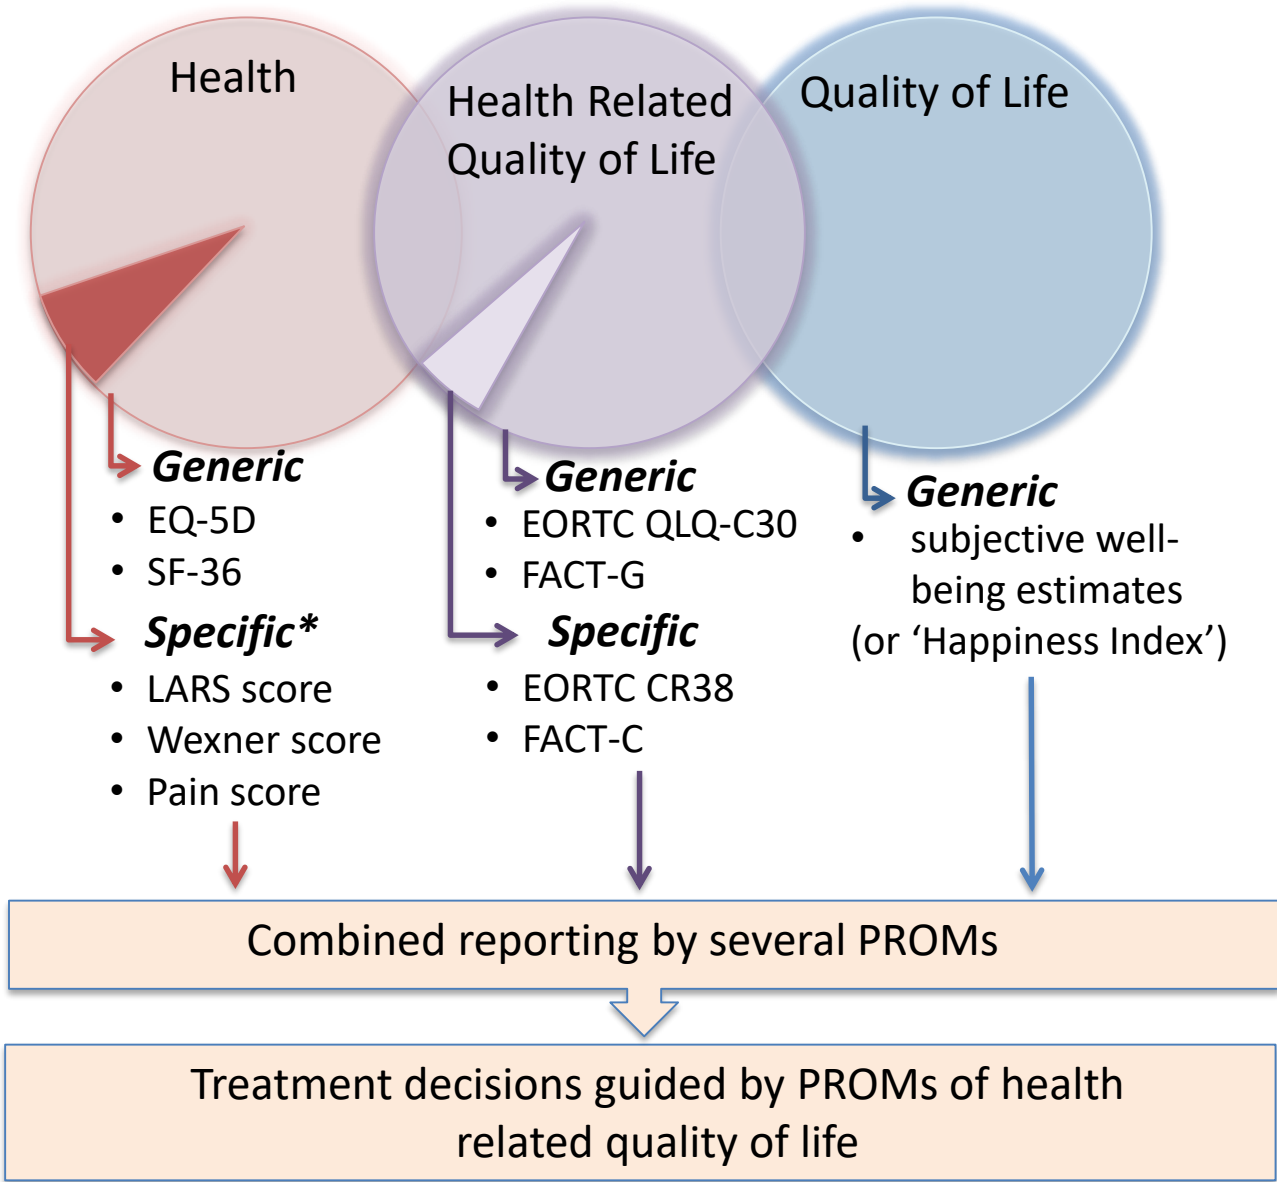 Health
Health Related
Quality of Life
Quality of Life
Generic
• EQ-5D
• SF-36
Specific*
• LARS score
• Wexner score
• Pain score
Generic
• EORTC QLQ-C30
• FACT-G
Specific
• EORTC CR38
• FACT-C
Generic
• subjective well-
being estimates
(or ‘Happiness Index’)
Combined reporting by several PROMs
Treatment decisions guided by PROMs of health
related quality of life